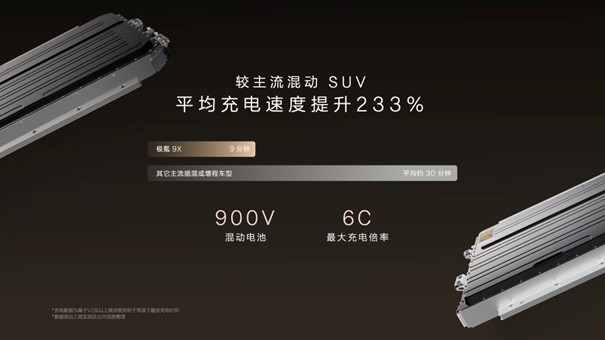 较主流混动 SUV
平均充电速度提升233%
极氪 9X 9 分钟
其它主流插混或增程车型 平均约 30 分钟
900V 6C
混动电池 最大充电倍率